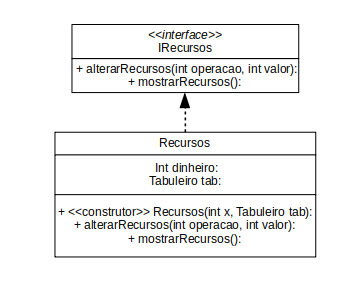 <<interface>>
IRecursos
+ alterarRecursos(int operacao, int valor):
+ mostrarRecursos():
Recursos
Int dinheiro:
Tabuleiro tab:
+ <<construtor>> Recursos(int x, Tabuleiro tab):
+ alterarRecursos(int operacao, int valor):
+ mostrarRecursos():